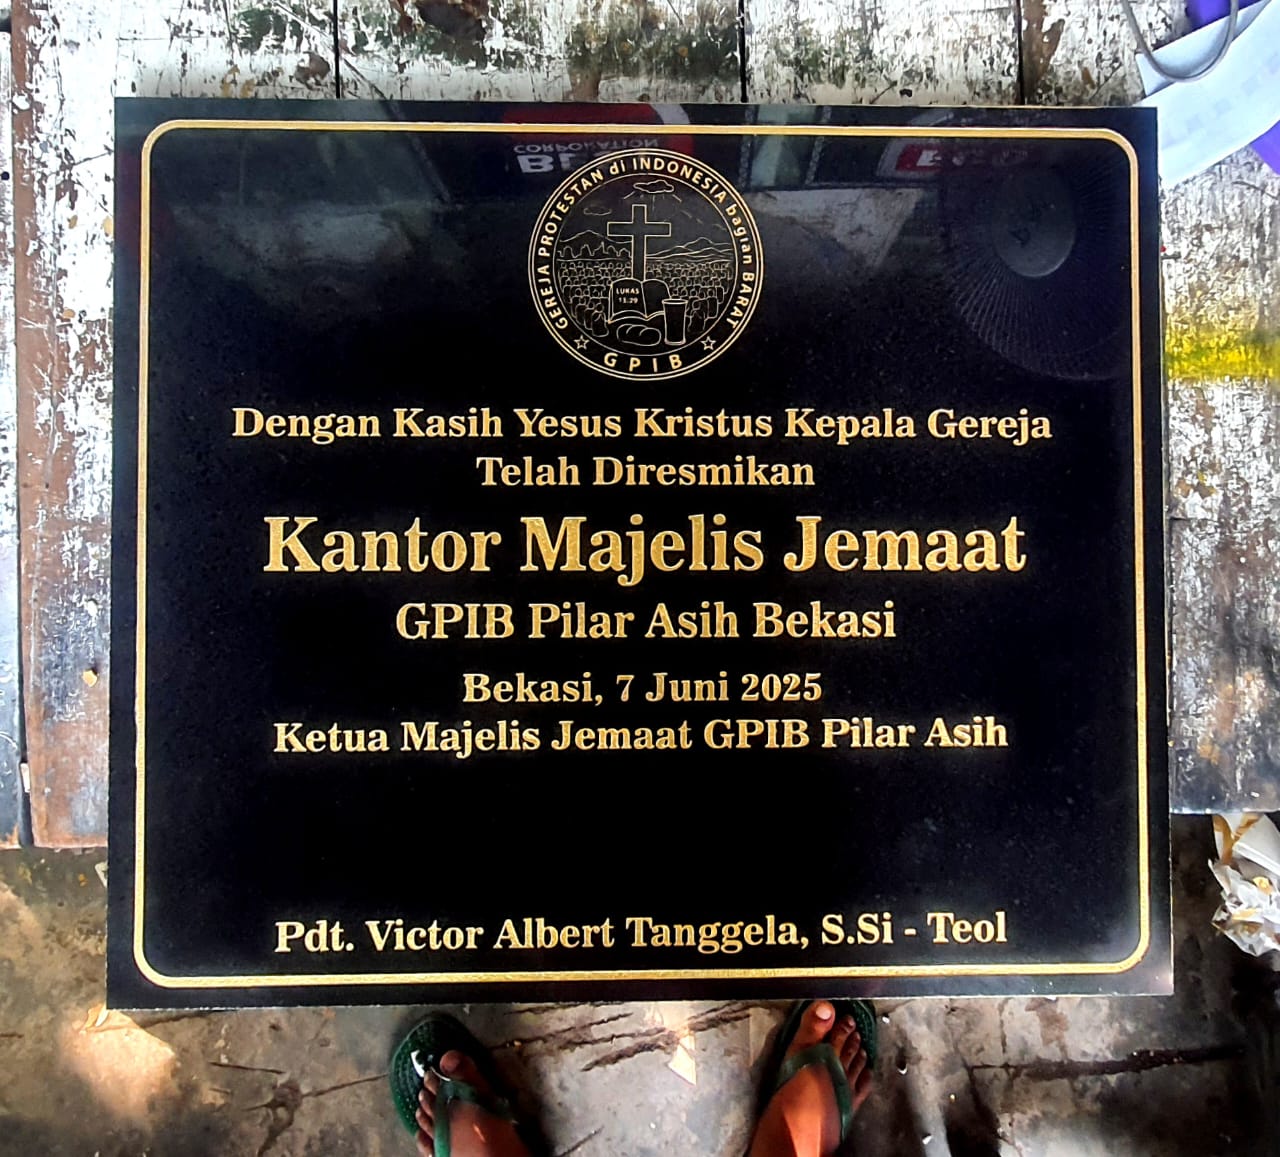 GEREJA PROTESTAN di INDONESIA bagian BARAT
LUKAS
13:29
GPIB
Dengan Kasih Yesus Kristus Kepala Gereja
Telah Diresmikan
Kantor Majelis Jemaat
GPIB Pilar Asih Bekasi
Bekasi, 7 Juni 2025
Ketua Majelis Jemaat GPIB Pilar Asih
Pdt. Victor Albert Tanggela, S.Si - Teol